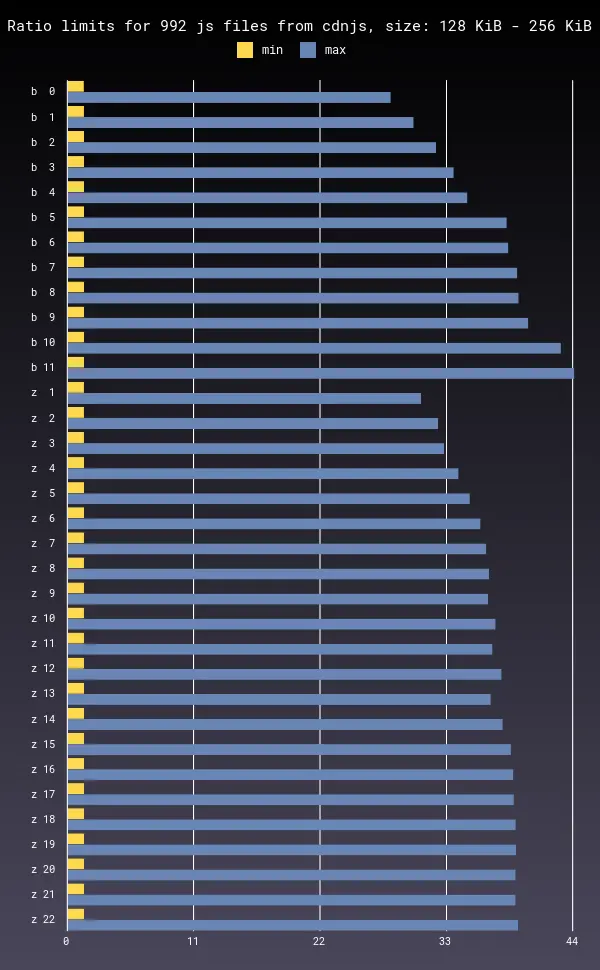 Ratio limits for 992 js files from cdnjs, size: 128 KiB - 256 KiB
min max
b 0
b 1
b 2
b 3
b 4
b 5
b 6
b 7
b 8
b 9
b 10
b 11
z 1
z 2
z 3
z 4
z 5
z 6
z 7
z 8
z 9
z 10
z 11
z 12
z 13
z 14
z 15
z 16
z 17
z 18
z 19
z 20
z 21
z 22
0 11 22 33 44